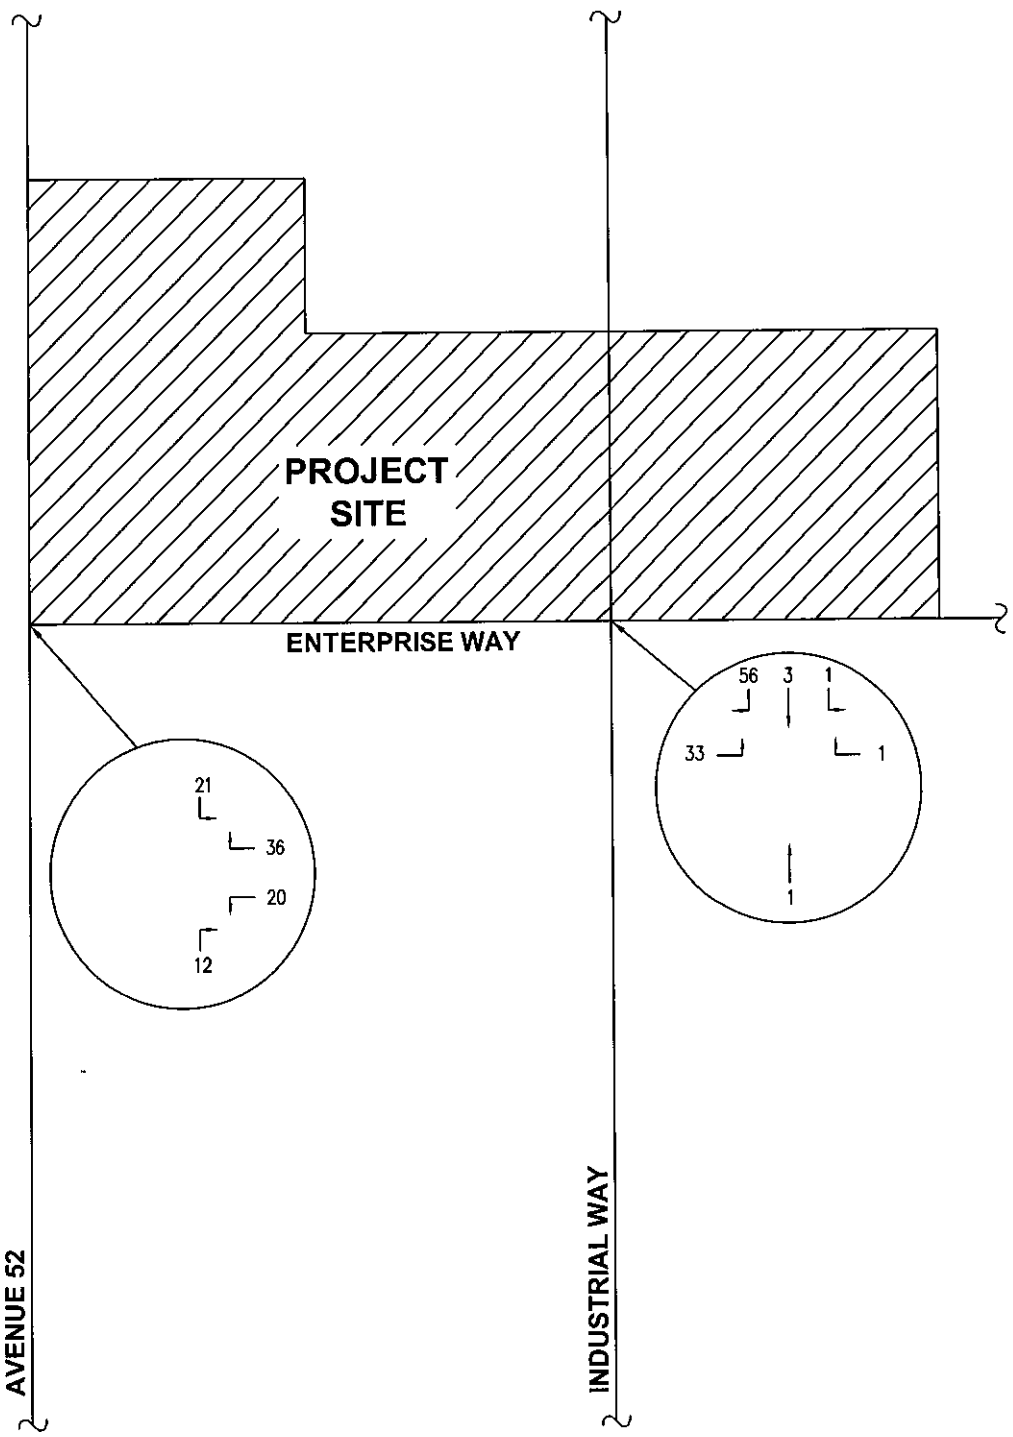 PROJECT
SITE
ENTERPRISE WAY
56 3 1
33 1
1
21
36
20
12
AVENUE 52
INDUSTRIAL WAY